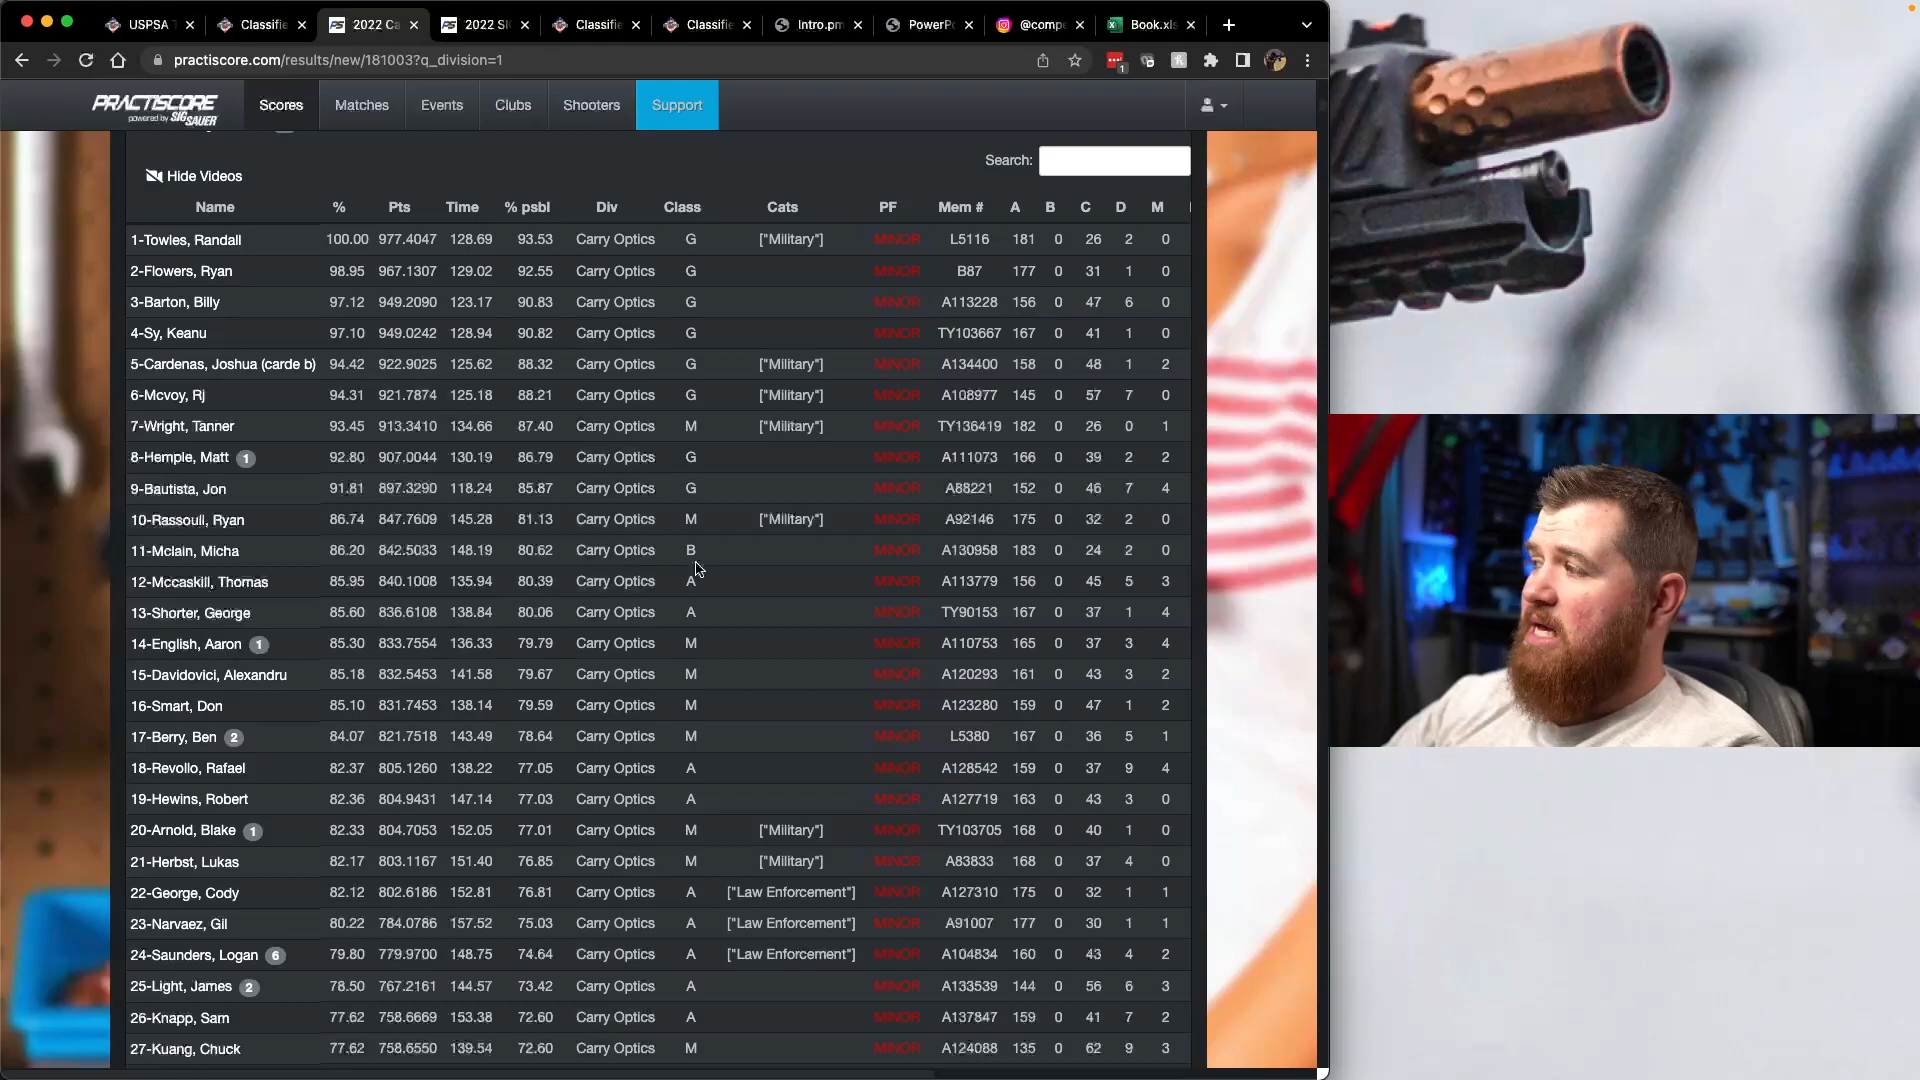 USPSA T
Classifie
2022 Ca
2022 SI
Classifie
Classifie
Intro.pm
PowerPo
@compe
Book.xls
practiscore.com/results/new/181003?q_division=1
1
PRACTISCORE
powered by SIG SAUER
Scores Matches Events Clubs Shooters Support
Search:
Hide Videos
Name % Pts Time % psbl Div Class Cats PF Mem # A B C D M
1-Towles, Randall 100.00 977.4047 128.69 93.53 Carry Optics G ["Military"] MINOR L5116 181 0 26 2 0
2-Flowers, Ryan 98.95 967.1307 129.02 92.55 Carry Optics G MINOR B87 177 0 31 1 0
3-Barton, Billy 97.12 949.2090 123.17 90.83 Carry Optics G MINOR A113228 156 0 47 6 0
4-Sy, Keanu 97.10 949.0242 128.94 90.82 Carry Optics G MINOR TY103667 167 0 41 1 0
5-Cardenas, Joshua (carde b) 94.42 922.9025 125.62 88.32 Carry Optics G ["Military"] MINOR A134400 158 0 48 1 2
6-Mcvoy, Rj 94.31 921.7874 125.18 88.21 Carry Optics G ["Military"] MINOR A108977 145 0 57 7 0
7-Wright, Tanner 93.45 913.3410 134.66 87.40 Carry Optics M ["Military"] MINOR TY136419 182 0 26 0 1
8-Hemple, Matt 1 92.80 907.0044 130.19 86.79 Carry Optics G MINOR A111073 166 0 39 2 2
9-Bautista, Jon 91.81 897.3290 118.24 85.87 Carry Optics G MINOR A88221 152 0 46 7 4
10-Rassouli, Ryan 86.74 847.7609 145.28 81.13 Carry Optics M ["Military"] MINOR A92146 175 0 32 2 0
11-Mclain, Micha 86.20 842.5033 148.19 80.62 Carry Optics B MINOR A130958 183 0 24 2 0
12-Mccaskill, Thomas 85.95 840.1008 135.94 80.39 Carry Optics A MINOR A113779 156 0 45 5 3
13-Shorter, George 85.60 836.6108 138.84 80.06 Carry Optics A MINOR TY90153 167 0 37 1 4
14-English, Aaron 1 85.30 833.7554 136.33 79.79 Carry Optics M MINOR A110753 165 0 37 3 4
15-Davidovici, Alexandru 85.18 832.5453 141.58 79.67 Carry Optics M MINOR A120293 161 0 43 3 2
16-Smart, Don 85.10 831.7453 138.14 79.59 Carry Optics M MINOR A123280 159 0 47 1 2
17-Berry, Ben 2 84.07 821.7518 143.49 78.64 Carry Optics M MINOR L5380 167 0 36 5 1
18-Revollo, Rafael 82.37 805.1260 138.22 77.05 Carry Optics A MINOR A128542 159 0 37 9 4
19-Hewins, Robert 82.36 804.9431 147.14 77.03 Carry Optics A MINOR A127719 163 0 43 3 0
20-Arnold, Blake 1 82.33 804.7053 152.05 77.01 Carry Optics M ["Military"] MINOR TY103705 168 0 40 1 0
21-Herbst, Lukas 82.17 803.1167 151.40 76.85 Carry Optics M ["Military"] MINOR A83833 168 0 37 4 0
22-George, Cody 82.12 802.6186 152.81 76.81 Carry Optics A ["Law Enforcement"] MINOR A127310 175 0 32 1 1
23-Narvaez, Gil 80.22 784.0786 157.52 75.03 Carry Optics A ["Law Enforcement"] MINOR A91007 177 0 30 1 1
24-Saunders, Logan 6 79.80 779.9700 148.75 74.64 Carry Optics A ["Law Enforcement"] MINOR A104834 160 0 43 4 2
25-Light, James 2 78.50 767.2161 144.57 73.42 Carry Optics A MINOR A133539 144 0 56 6 3
26-Knapp, Sam 77.62 758.6669 153.38 72.60 Carry Optics A MINOR A137847 159 0 41 7 2
27-Kuang, Chuck 77.62 758.6550 139.54 72.60 Carry Optics M MINOR A124088 135 0 62 9 3